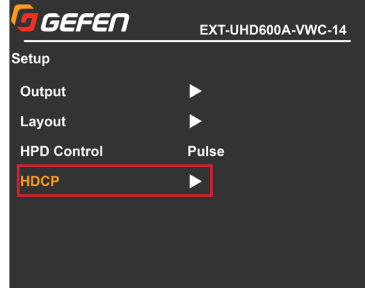 GEFEN
EXT-UHD600A-VWC-14
Setup
Output
Layout
HPD Control Pulse
HDCP